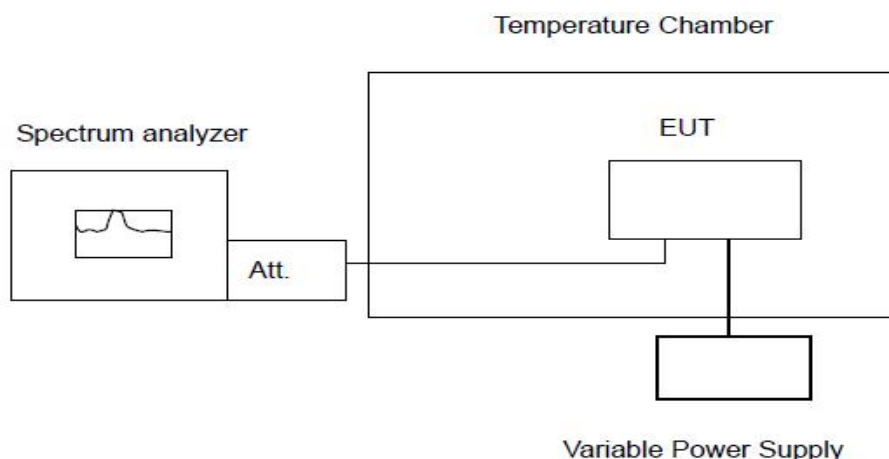 Temperature Chamber
Spectrum analyzer
EUT
Att.
Variable Power Supply